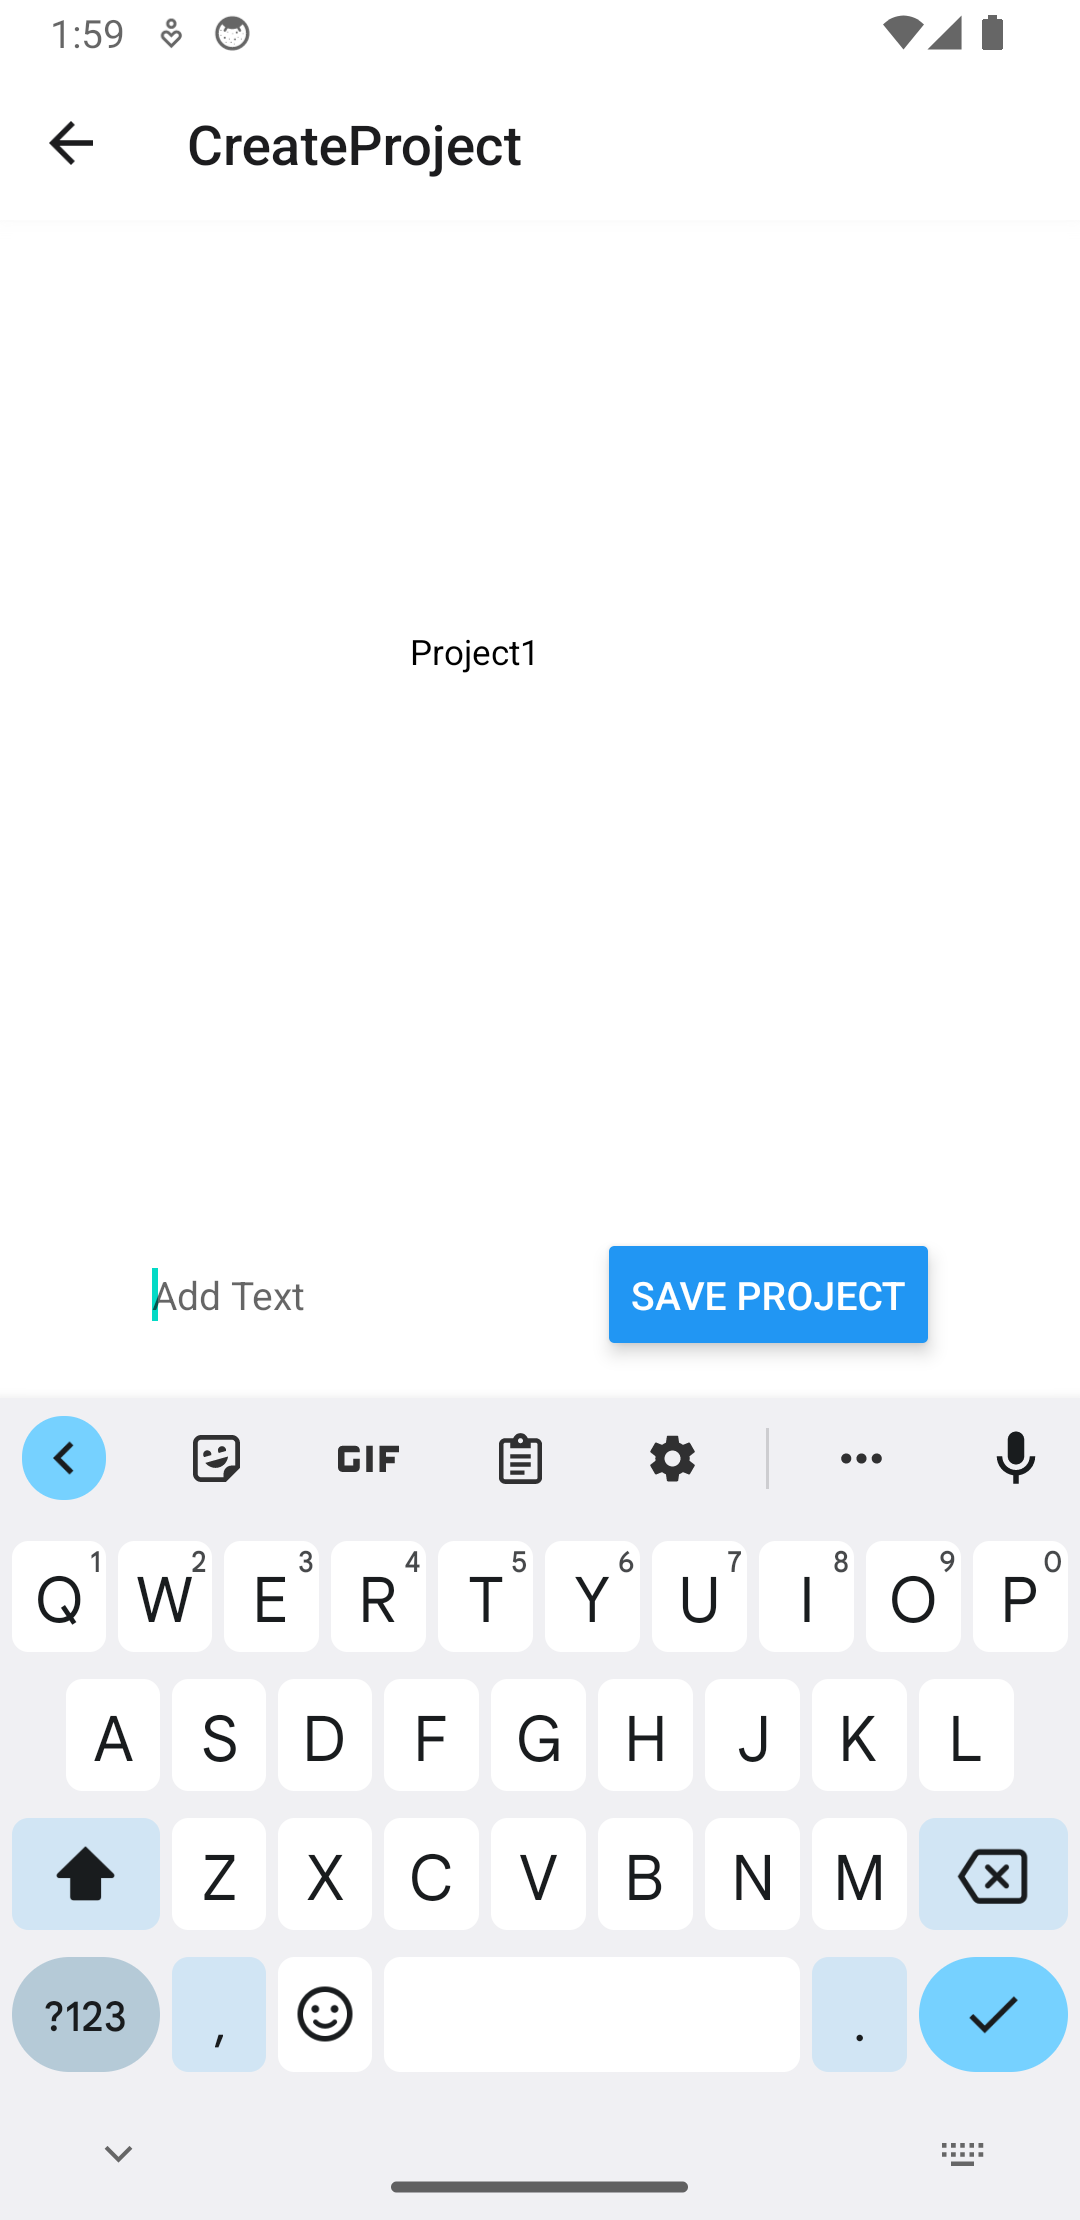 1:59
CreateProject
Project1
Add Text
SAVE PROJECT
GIF
1 2 3 4 5 6 7 8 9 0
Q W E R T Y U I O P
A S D F G H J K L
Z X C V B N M
?123 , .